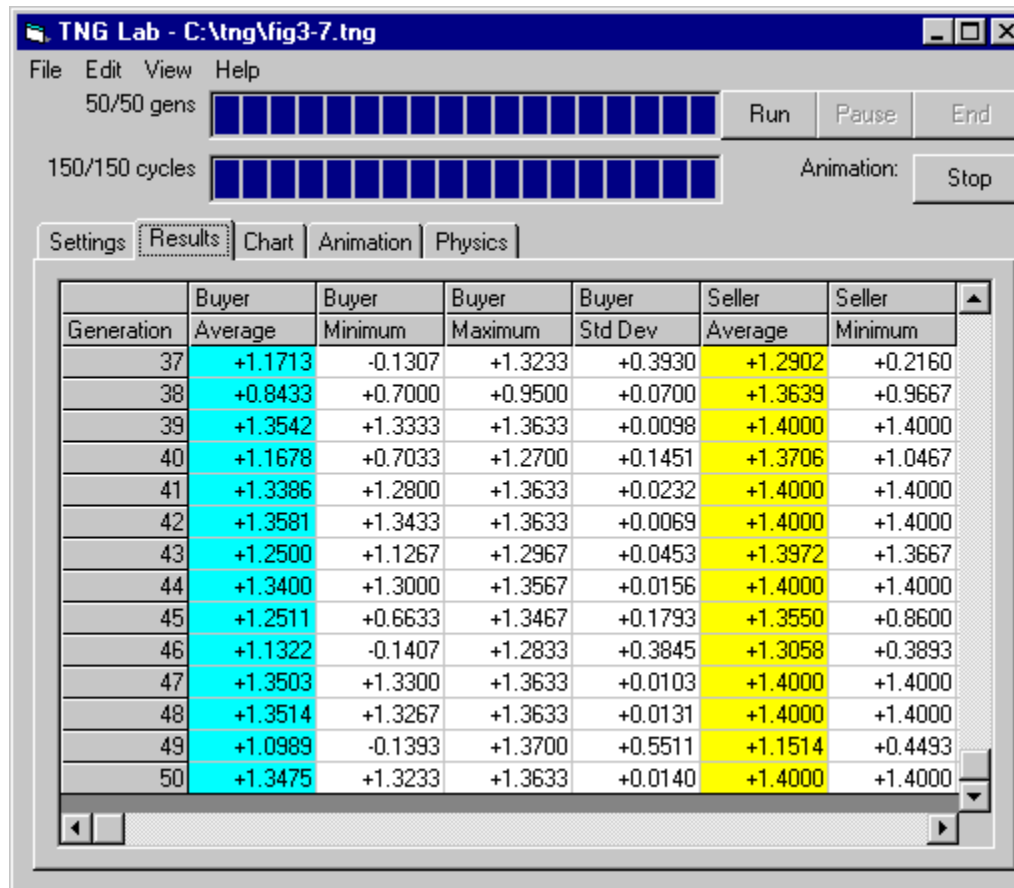 TNG Lab - C:\tng\fig3-7.tng
File Edit View Help
50/50 gens Run Pause End
150/150 cycles Animation: Stop
Settings Results Chart Animation Physics
Buyer Buyer Buyer Buyer Seller Seller
Generation Average Minimum Maximum Std Dev Average Minimum
37 +1.1713 -0.1307 +1.3233 +0.3930 +1.2902 +0.2160
38 +0.8433 +0.7000 +0.9500 +0.0700 +1.3639 +0.9667
39 +1.3542 +1.3333 +1.3633 +0.0098 +1.4000 +1.4000
40 +1.1678 +0.7033 +1.2700 +0.1451 +1.3706 +1.0467
41 +1.3386 +1.2800 +1.3633 +0.0232 +1.4000 +1.4000
42 +1.3581 +1.3433 +1.3633 +0.0069 +1.4000 +1.4000
43 +1.2500 +1.1267 +1.2967 +0.0453 +1.3972 +1.3667
44 +1.3400 +1.3000 +1.3567 +0.0156 +1.4000 +1.4000
45 +1.2511 +0.6633 +1.3467 +0.1793 +1.3550 +0.8600
46 +1.1322 -0.1407 +1.2833 +0.3845 +1.3058 +0.3893
47 +1.3503 +1.3300 +1.3633 +0.0103 +1.4000 +1.4000
48 +1.3514 +1.3267 +1.3633 +0.0131 +1.4000 +1.4000
49 +1.0989 -0.1393 +1.3700 +0.5511 +1.1514 +0.4493
50 +1.3475 +1.3233 +1.3633 +0.0140 +1.4000 +1.4000